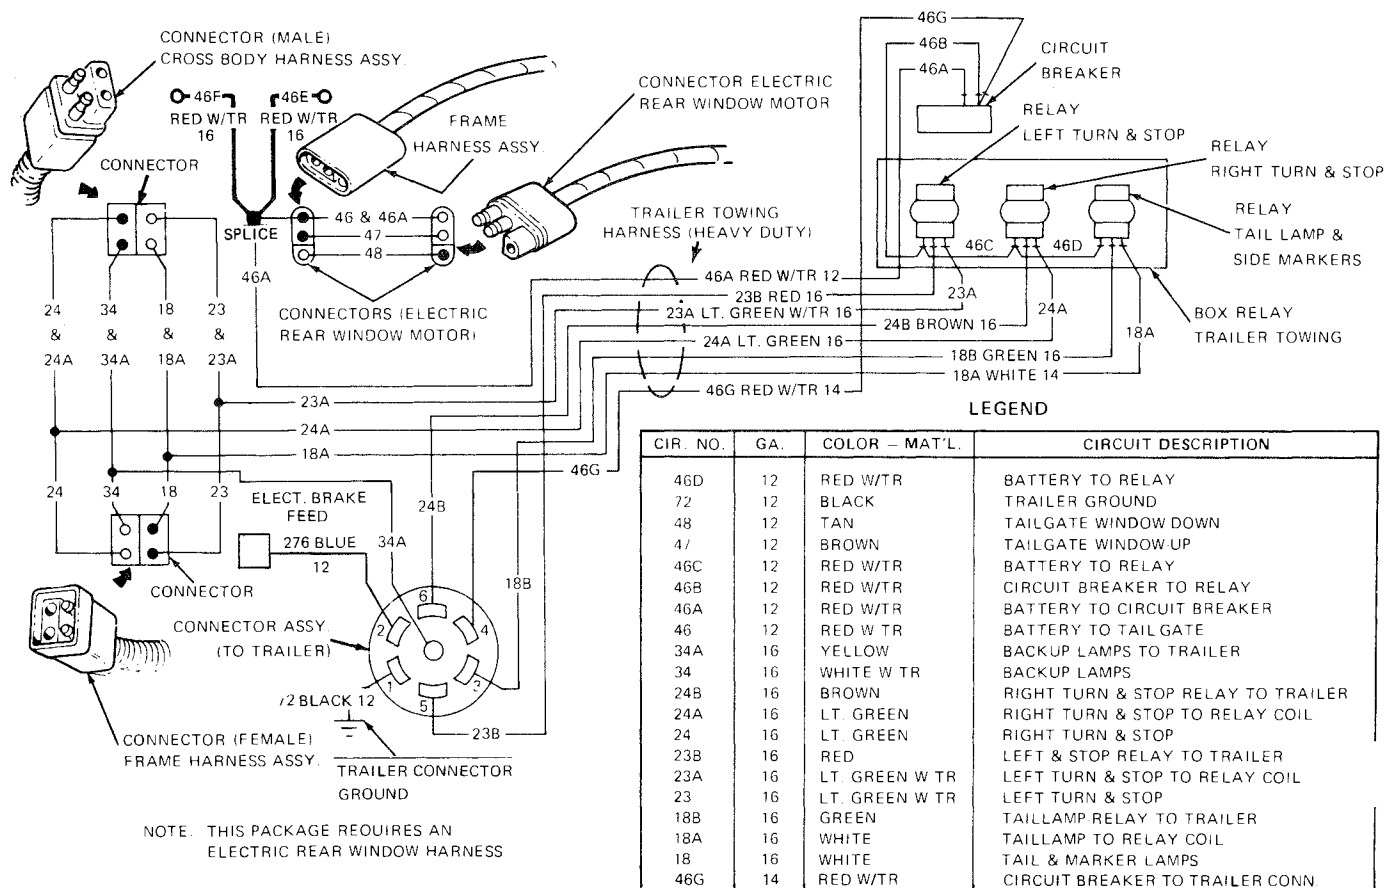 CONNECTOR (MALE)
CROSS BODY HARNESS ASSY.
46F
46E
RED W/TR
16
RED W/TR
16
CONNECTOR
FRAME
HARNESS ASSY.
CONNECTOR ELECTRIC
REAR WINDOW MOTOR
46G
46B
46A
CIRCUIT
BREAKER
RELAY
LEFT TURN & STOP
RELAY
RIGHT TURN & STOP
RELAY
TAIL LAMP &
SIDE MARKERS
BOX RELAY
TRAILER TOWING
SPLICE
46 & 46A
47
48
46A
CONNECTORS (ELECTRIC
REAR WINDOW MOTOR)
TRAILER TOWING
HARNESS (HEAVY DUTY)
46C
46D
46A RED W/TR 12
23B RED 16
23A
23A LT. GREEN W/TR 16
24B BROWN 16
24A
24A LT. GREEN 16
18A
18B GREEN 16
18A WHITE 14
46G RED W/TR 14
24
&
24A
34
&
34A
18
&
18A
23
&
23A
23A
24A
18A
24
34
18
23
46G
ELECT. BRAKE
FEED
276 BLUE
12
34A
24B
18B
CONNECTOR
CONNECTOR ASSY.
(TO TRAILER)
6
2
4
1
3
5
72 BLACK 12
23B
CONNECTOR (FEMALE)
FRAME HARNESS ASSY.
TRAILER CONNECTOR
GROUND
NOTE. THIS PACKAGE REQUIRES AN
ELECTRIC REAR WINDOW HARNESS
LEGEND
CIR. NO. GA. COLOR – MAT'L. CIRCUIT DESCRIPTION
46D 12 RED W/TR BATTERY TO RELAY
72 12 BLACK TRAILER GROUND
48 12 TAN TAILGATE WINDOW DOWN
47 12 BROWN TAILGATE WINDOW-UP
46C 12 RED W/TR BATTERY TO RELAY
46B 12 RED W/TR CIRCUIT BREAKER TO RELAY
46A 12 RED W/TR BATTERY TO CIRCUIT BREAKER
46 12 RED W TR BATTERY TO TAILGATE
34A 16 YELLOW BACKUP LAMPS TO TRAILER
34 16 WHITE W TR BACKUP LAMPS
24B 16 BROWN RIGHT TURN & STOP RELAY TO TRAILER
24A 16 LT. GREEN RIGHT TURN & STOP TO RELAY COIL
24 16 LT. GREEN RIGHT TURN & STOP
23B 16 RED LEFT & STOP RELAY TO TRAILER
23A 16 LT. GREEN W TR LEFT TURN & STOP TO RELAY COIL
23 16 LT. GREEN W TR LEFT TURN & STOP
18B 16 GREEN TAILLAMP RELAY TO TRAILER
18A 16 WHITE TAILLAMP TO RELAY COIL
18 16 WHITE TAIL & MARKER LAMPS
46G 14 RED W/TR CIRCUIT BREAKER TO TRAILER CONN.